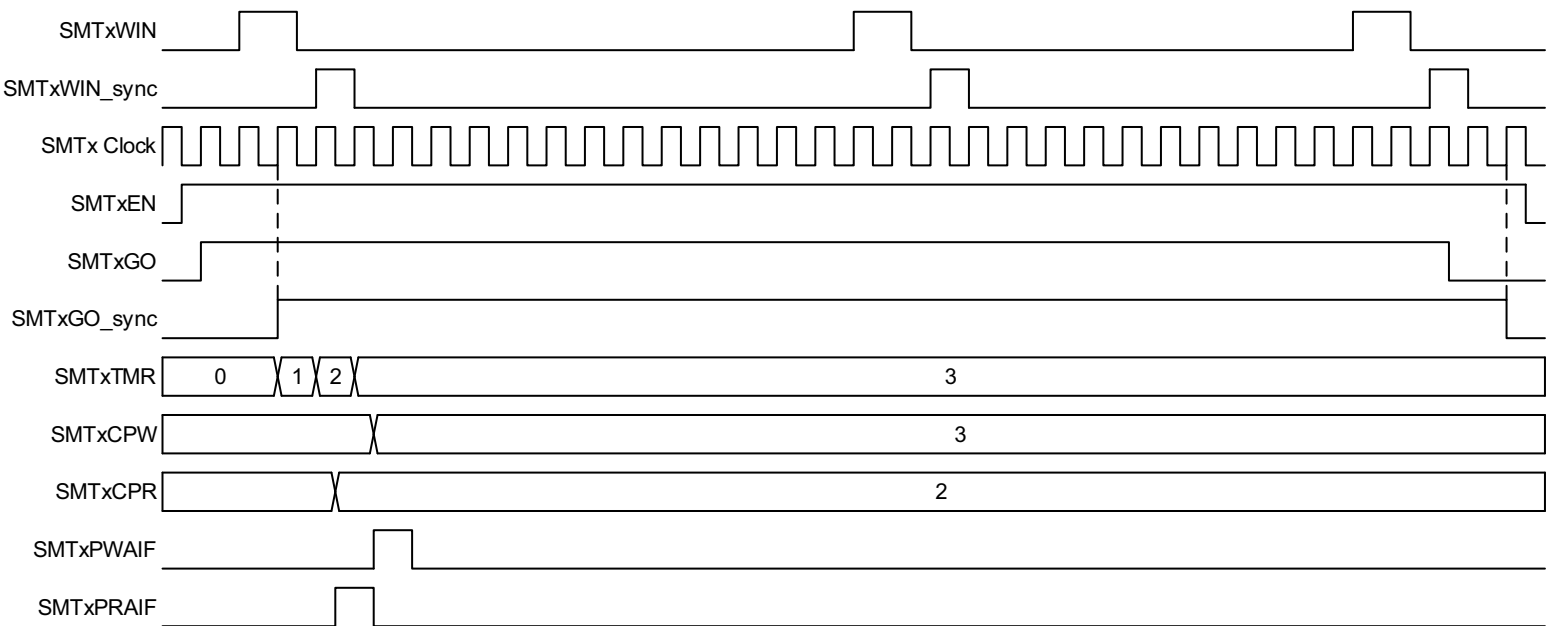 SMTxWIN
SMTxWIN_sync
SMTx Clock
SMTxEN
SMTxGO
SMTxGO_sync
SMTxTMR 0 1 2 3
SMTxCPW 3
SMTxCPR 2
SMTxPWAIF
SMTxPRAIF